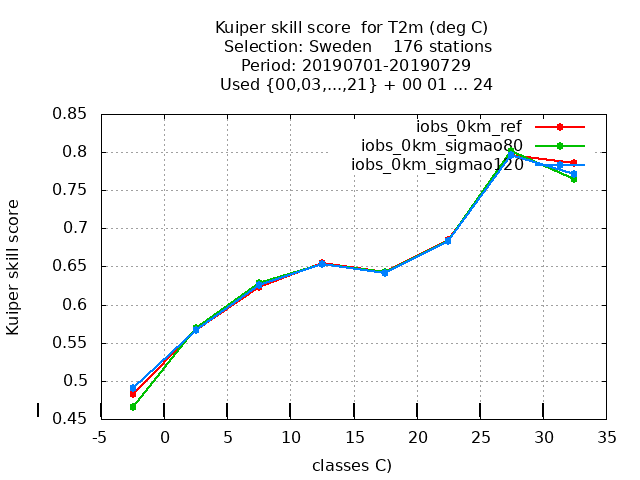 Kuiper skill score  for T2m (deg C)
Selection: Sweden    176 stations
Period: 20190701-20190729
Used {00,03,...,21} + 00 01 ... 24
iobs_0km_ref
iobs_0km_sigmao80
iobs_0km_sigmao120
Kuiper skill score
0.85
0.8
0.75
0.7
0.65
0.6
0.55
0.5
0.45
-5 0 5 10 15 20 25 30 35
classes C)